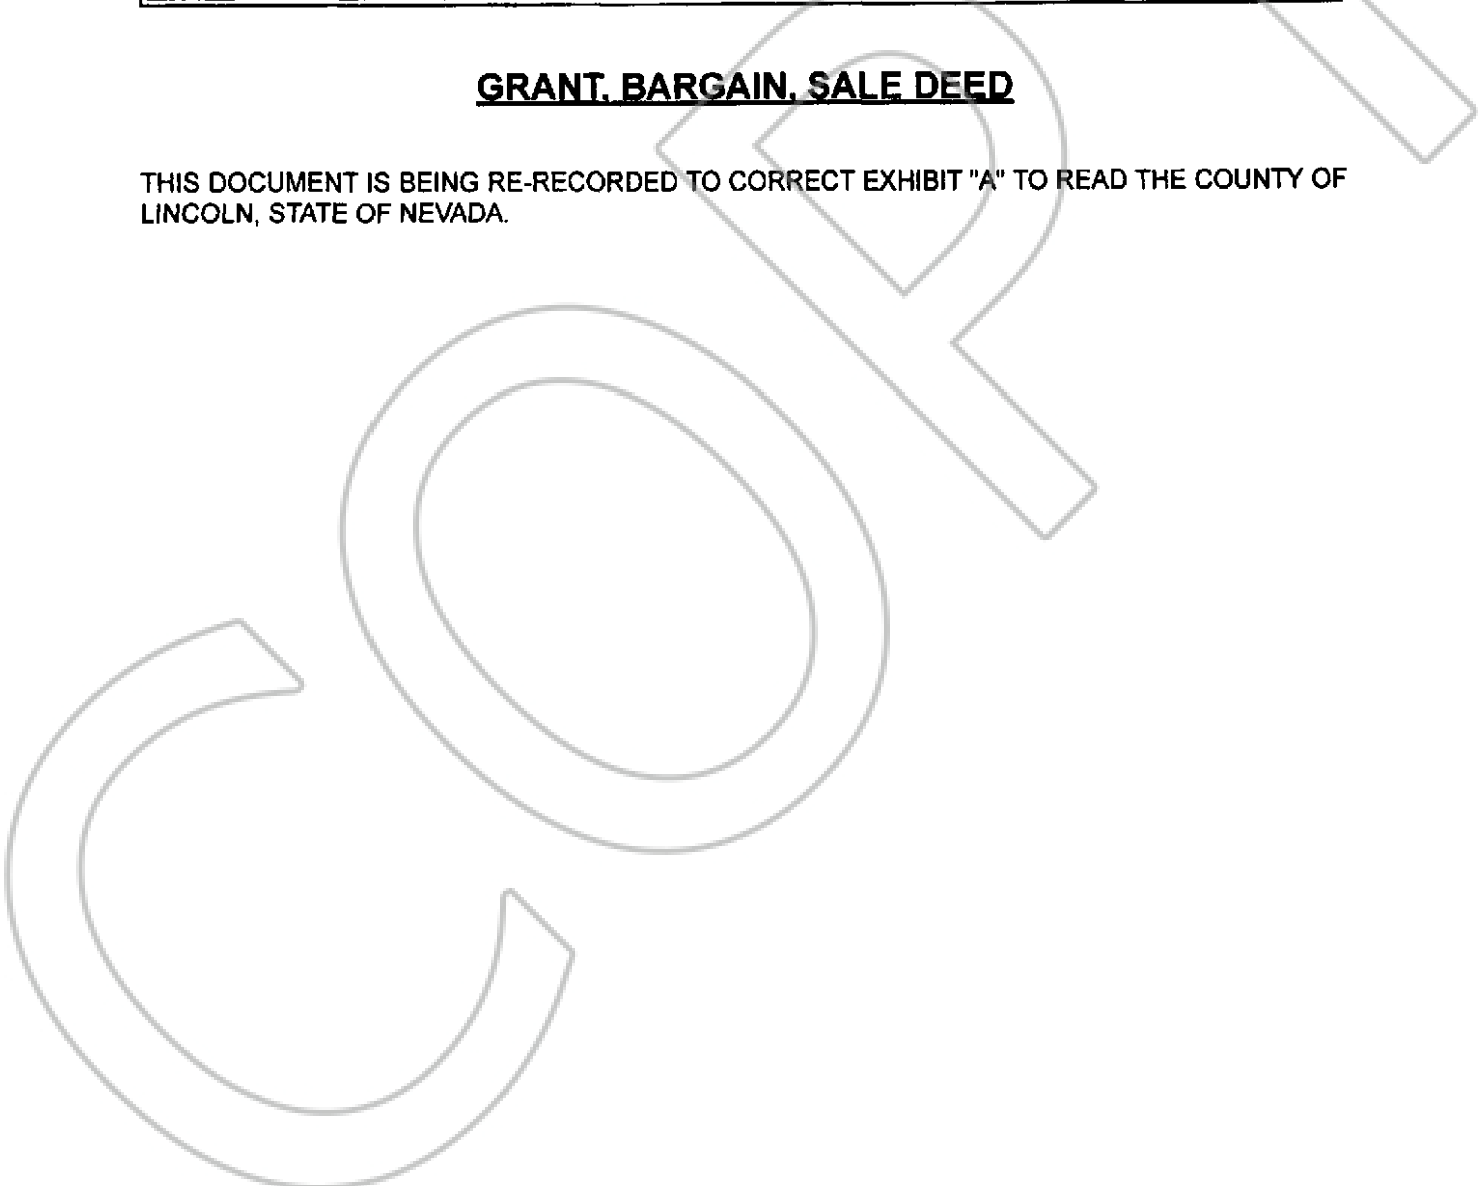 GRANT, BARGAIN, SALE DEED
THIS DOCUMENT IS BEING RE-RECORDED TO CORRECT EXHIBIT "A" TO READ THE COUNTY OF
LINCOLN, STATE OF NEVADA.
COPY